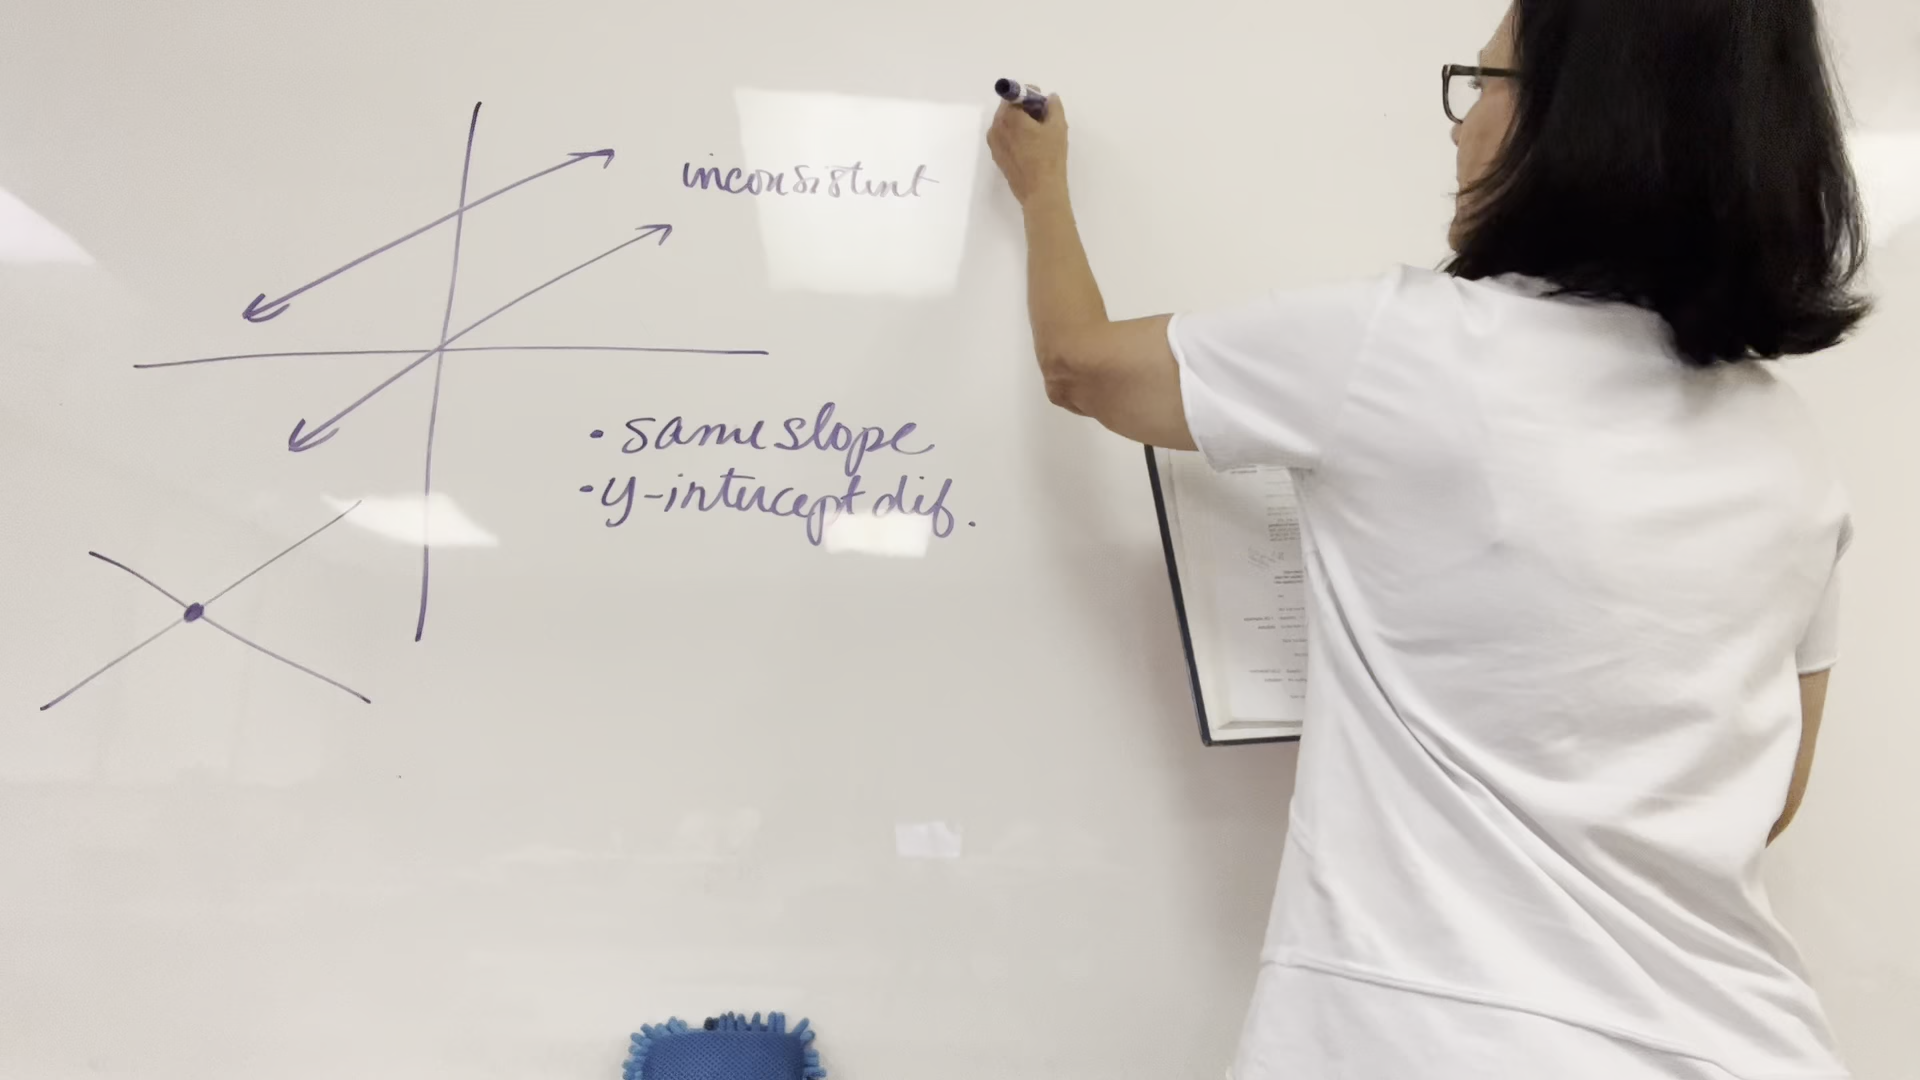 inconsistent
• same slope
• y-intercept dif.